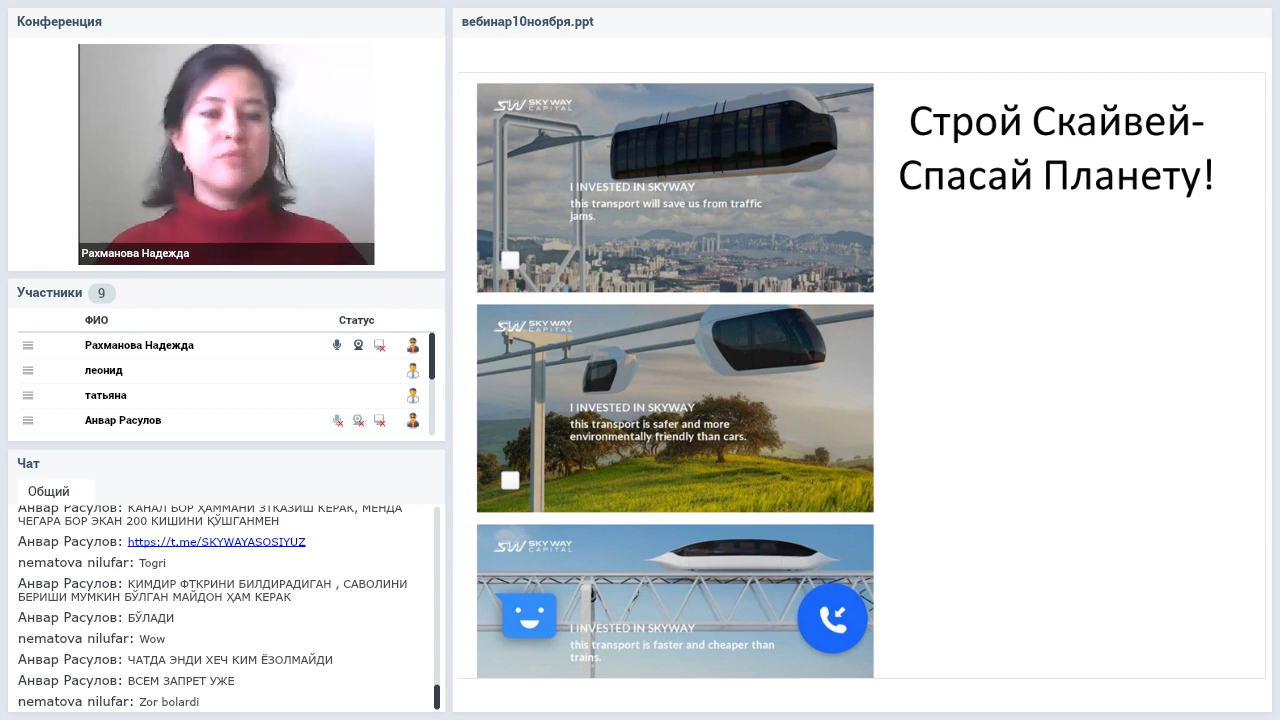 Конференция
Рахманова Надежда
Участники 9
ФИО Статус
Рахманова Надежда
леонид
татьяна
Анвар Расулов
Чат
Общий
Анвар Расулов: КАНАЛ БОР ҲАММАНИ ЗТКАЗИШ КЕРАК, МЕНДА
ЧЕГАРА БОР ЭКАН 200 КИШИНИ ҚЎШГАНМЕН
Анвар Расулов: https://t.me/SKYWAYASOSIYUZ
nematova nilufar: Togri
Анвар Расулов: КИМДИР ФТКРИНИ БИЛДИРАДИГАН , САВОЛИНИ
БЕРИШИ МУМКИН БЎЛГАН МАЙДОН ҲАМ КЕРАК
Анвар Расулов: БЎЛАДИ
nematova nilufar: Wow
Анвар Расулов: ЧАТДА ЭНДИ ХЕЧ КИМ ЁЗОЛМАЙДИ
Анвар Расулов: ВСЕМ ЗАПРЕТ УЖЕ
nematova nilufar: Zor bolardi
вебинар10ноября.ppt
SW SKY WAY
CAPITAL
I INVESTED IN SKYWAY
this transport will save us from traffic
jams.
SW SKY WAY
CAPITAL
I INVESTED IN SKYWAY
this transport is safer and more
environmentally friendly than cars.
SW SKY WAY
CAPITAL
I INVESTED IN SKYWAY
this transport is faster and cheaper than
trains.
Строй Скайвей-
Спасай Планету!